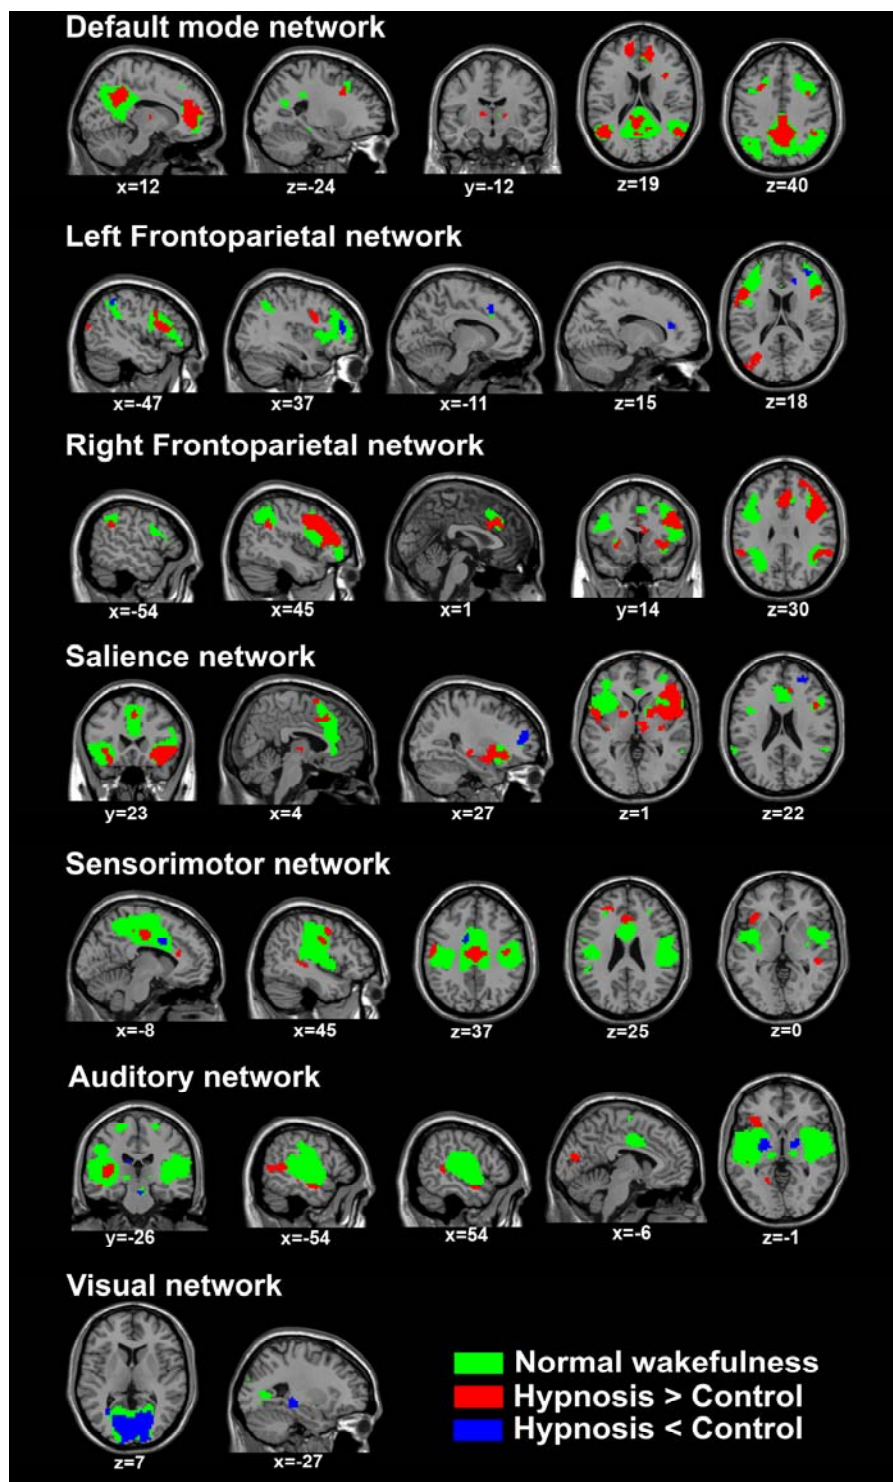 Default mode network
x=12 z=-24 y=-12 z=19 z=40
Left Frontoparietal network
x=-47 x=37 x=-11 z=15 z=18
Right Frontoparietal network
x=-54 x=45 x=1 y=14 z=30
Salience network
y=23 x=4 x=27 z=1 z=22
Sensorimotor network
x=-8 x=45 z=37 z=25 z=0
Auditory network
y=-26 x=-54 x=54 x=-6 z=-1
Visual network
z=7 x=-27
Normal wakefulness
Hypnosis > Control
Hypnosis < Control